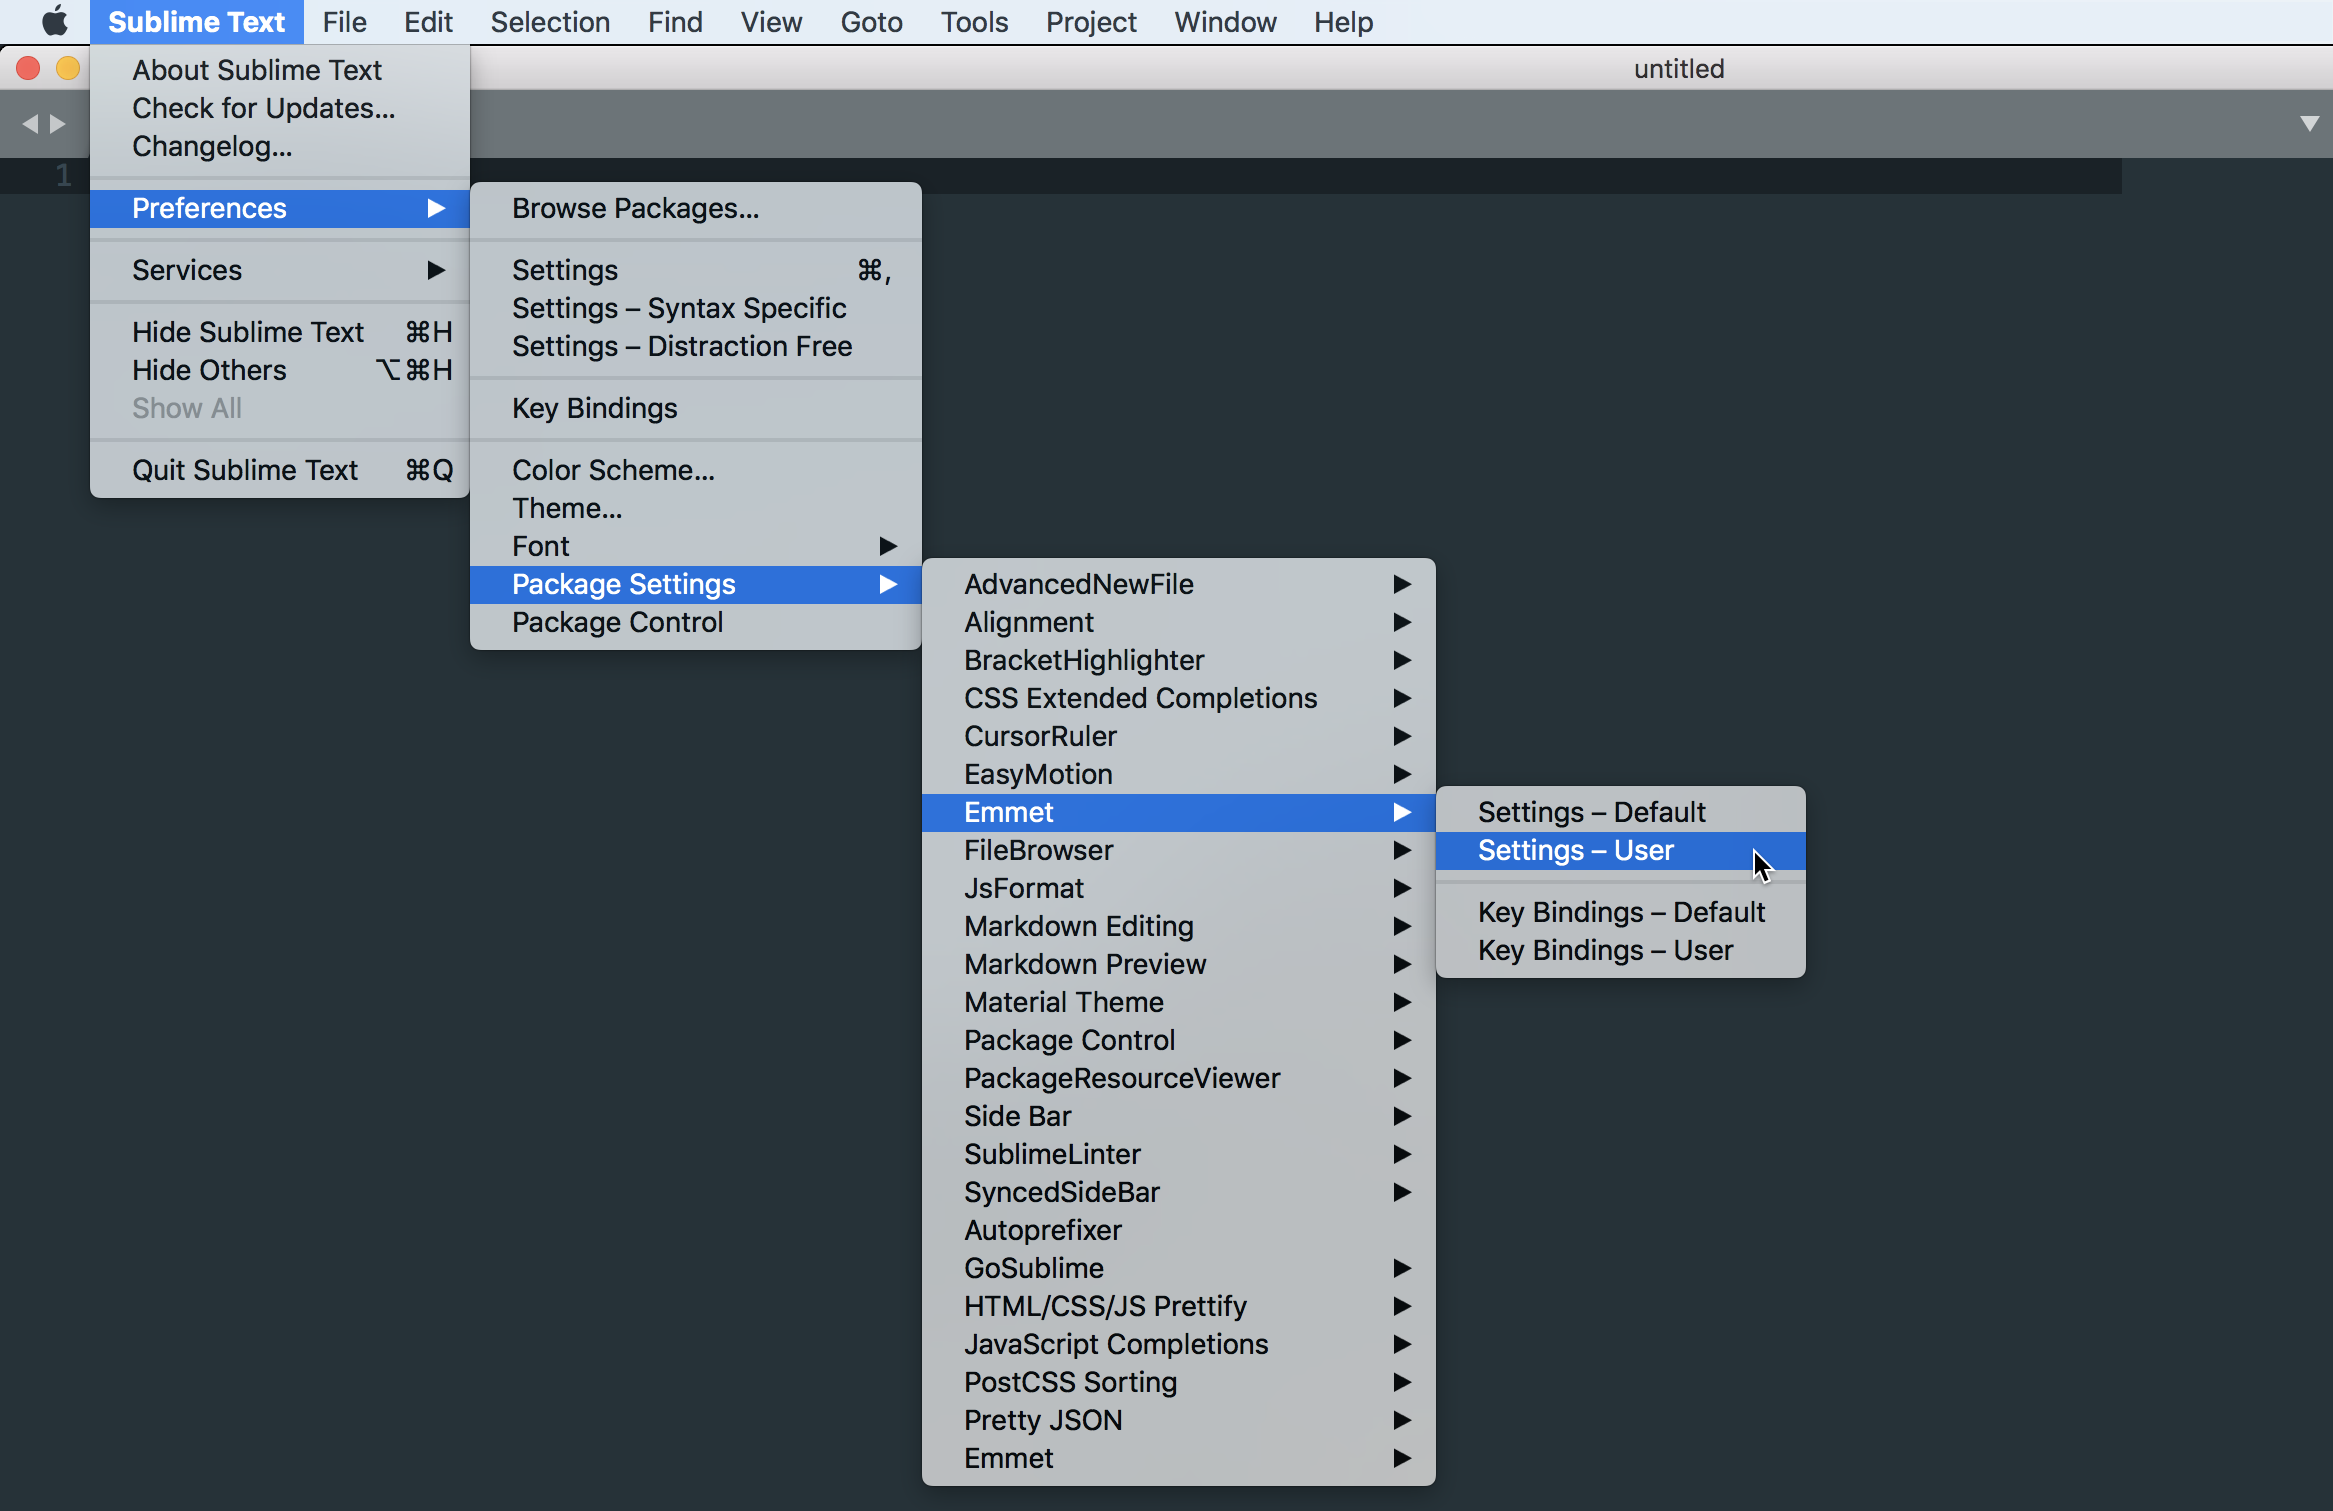 Sublime Text File Edit Selection Find View Goto Tools Project Window Help
untitled
About Sublime Text
Check for Updates...
Changelog...
1
Preferences
Services
Hide Sublime Text ⌘H
Hide Others ⌥⌘H
Show All
Quit Sublime Text ⌘Q
Browse Packages...
Settings ⌘,
Settings – Syntax Specific
Settings – Distraction Free
Key Bindings
Color Scheme...
Theme...
Font
Package Settings
Package Control
AdvancedNewFile
Alignment
BracketHighlighter
CSS Extended Completions
CursorRuler
EasyMotion
Emmet
FileBrowser
JsFormat
Markdown Editing
Markdown Preview
Material Theme
Package Control
PackageResourceViewer
Side Bar
SublimeLinter
SyncedSideBar
Autoprefixer
GoSublime
HTML/CSS/JS Prettify
JavaScript Completions
PostCSS Sorting
Pretty JSON
Emmet
Settings – Default
Settings – User
Key Bindings – Default
Key Bindings – User